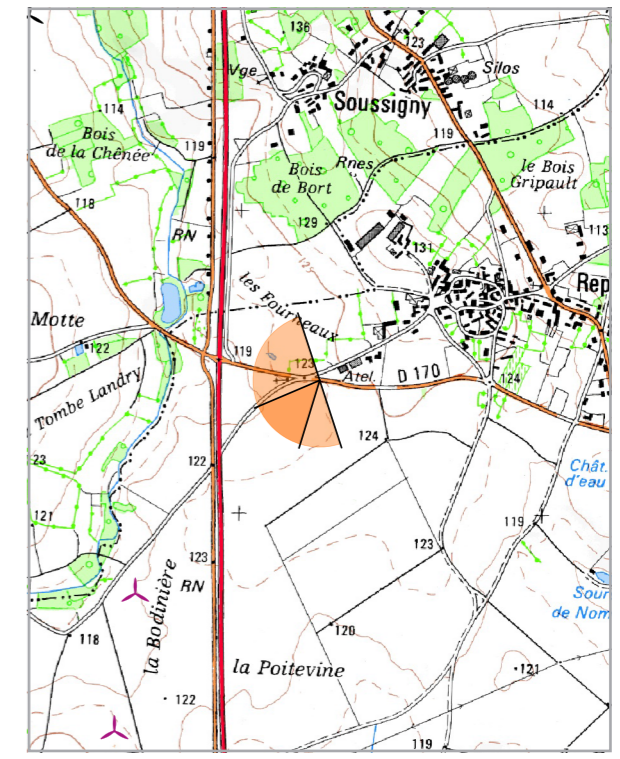 136
123
Vge
Silos
Soussigny
114
114
119
Bois
de la Chênée
119
Bois
de Bort
Rnes
le Bois
Gripault
118
129
RN
131
113
125
les Fourneaux
Rep
Motte
122
119
123
Atel
D 170
124
Tombe Landry
124
23
122
Chât.
d'eau
121
119
123
123
RN
Sour
de Nom
la Bodinière
118
120
la Poitevine
121
122
119